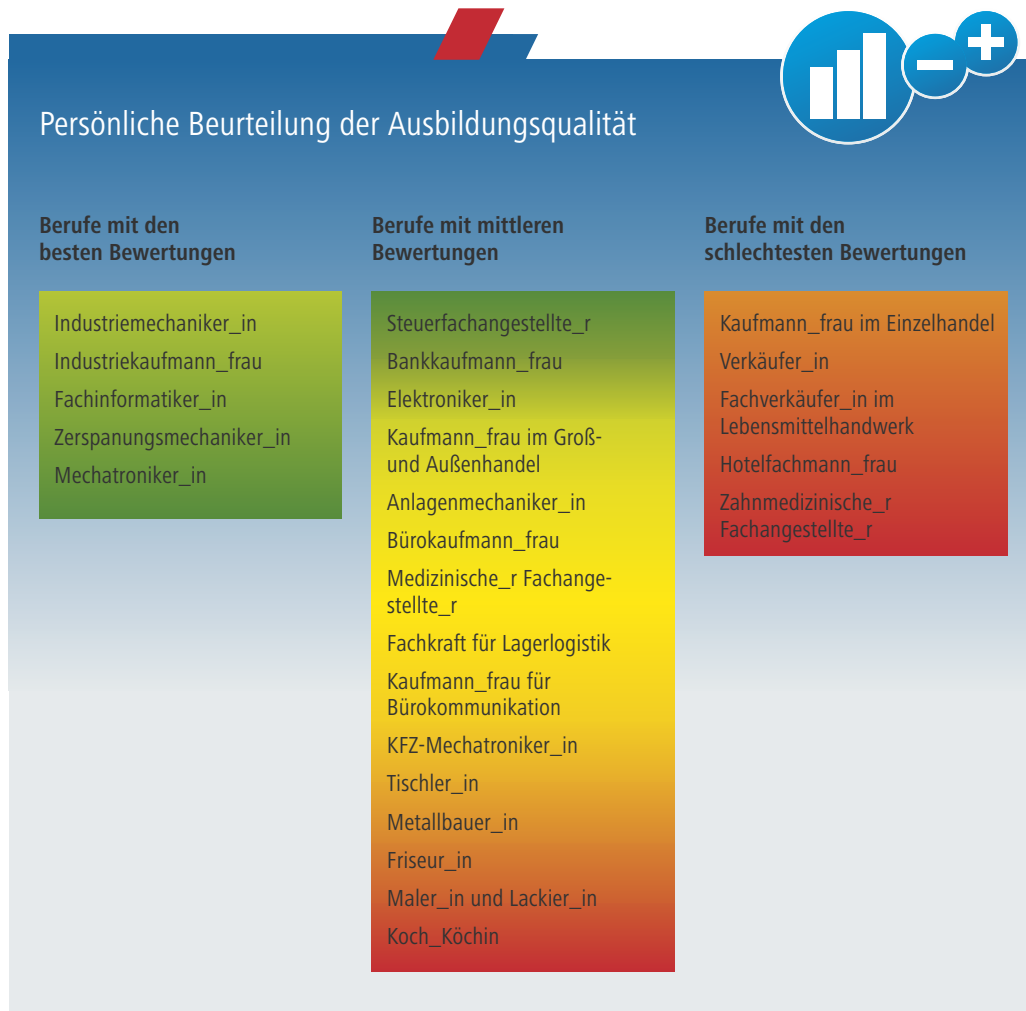 Persönliche Beurteilung der Ausbildungsqualität
Berufe mit den
besten Bewertungen
Industriemechaniker_in
Industriekaufmann_frau
Fachinformatiker_in
Zerspanungsmechaniker_in
Mechatroniker_in
Berufe mit mittleren
Bewertungen
Steuerfachangestellte_r
Bankkaufmann_frau
Elektroniker_in
Kaufmann_frau im Groß-
und Außenhandel
Anlagenmechaniker_in
Bürokaufmann_frau
Medizinische_r Fachange-
stellte_r
Fachkraft für Lagerlogistik
Kaufmann_frau für
Bürokommunikation
KFZ-Mechatroniker_in
Tischler_in
Metallbauer_in
Friseur_in
Maler_in und Lackier_in
Koch_Köchin
Berufe mit den
schlechtesten Bewertungen
Kaufmann_frau im Einzelhandel
Verkäufer_in
Fachverkäufer_in im
Lebensmittelhandwerk
Hotelfachmann_frau
Zahnmedizinische_r
Fachangestellte_r